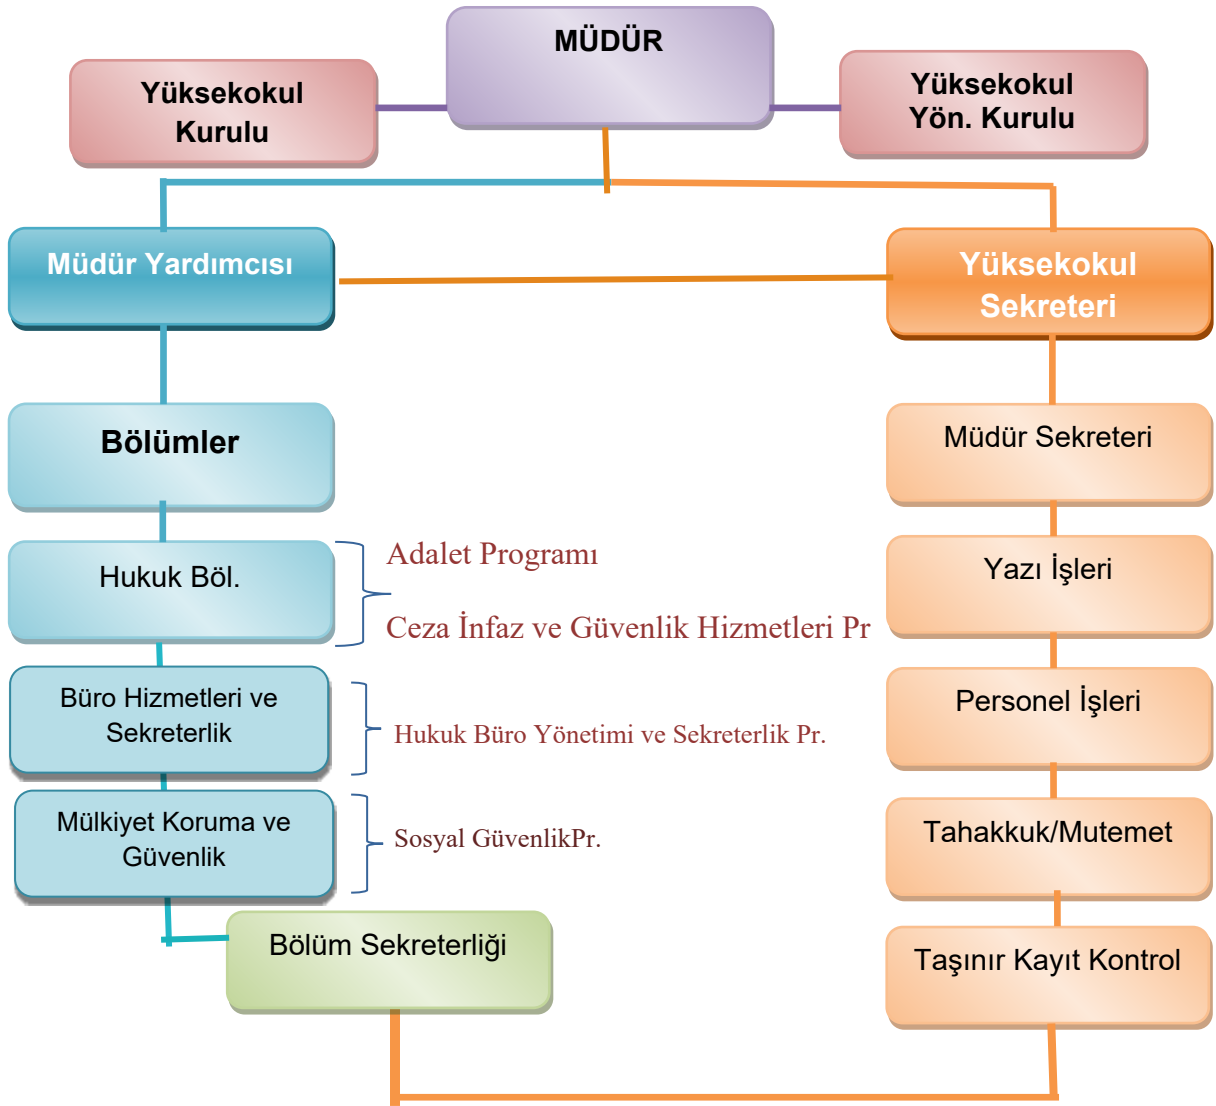 MÜDÜR
Yüksekokul
Kurulu
Yüksekokul
Yön. Kurulu
Müdür Yardımcısı
Yüksekokul
Sekreteri
Bölümler
Müdür Sekreteri
Hukuk Böl.
Adalet Programı
Ceza İnfaz ve Güvenlik Hizmetleri Pr
Yazı İşleri
Büro Hizmetleri ve
Sekreterlik
Hukuk Büro Yönetimi ve Sekreterlik Pr.
Personel İşleri
Mülkiyet Koruma ve
Güvenlik
Sosyal GüvenlikPr.
Tahakkuk/Mutemet
Bölüm Sekreterliği
Taşınır Kayıt Kontrol